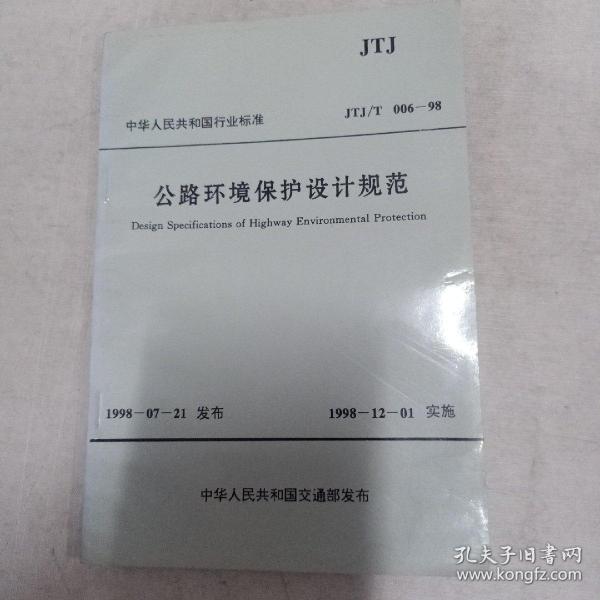 JTJ
中华人民共和国行业标准
JTJ/T 006－98
公路环境保护设计规范
Design Specifications of Highway Environmental Protection
1998－07－21 发布
1998－12－01 实施
中华人民共和国交通部发布
孔夫子旧书网
www.kongfz.com